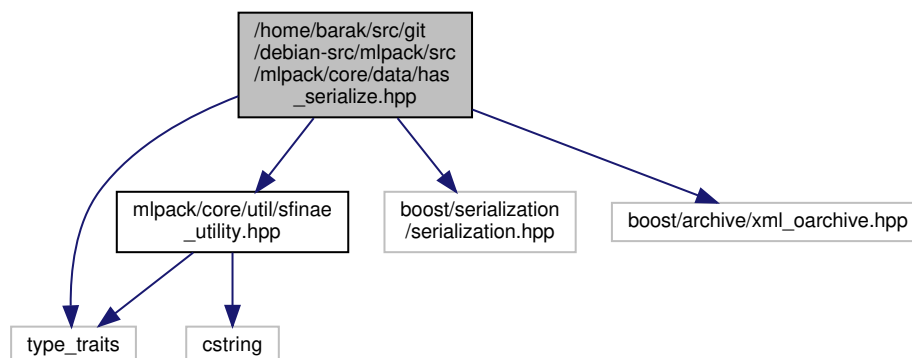 /home/barak/src/git
/debian-src/mlpack/src
/mlpack/core/data/has
_serialize.hpp
mlpack/core/util/sfinae
_utility.hpp
boost/serialization
/serialization.hpp
boost/archive/xml_oarchive.hpp
type_traits
cstring